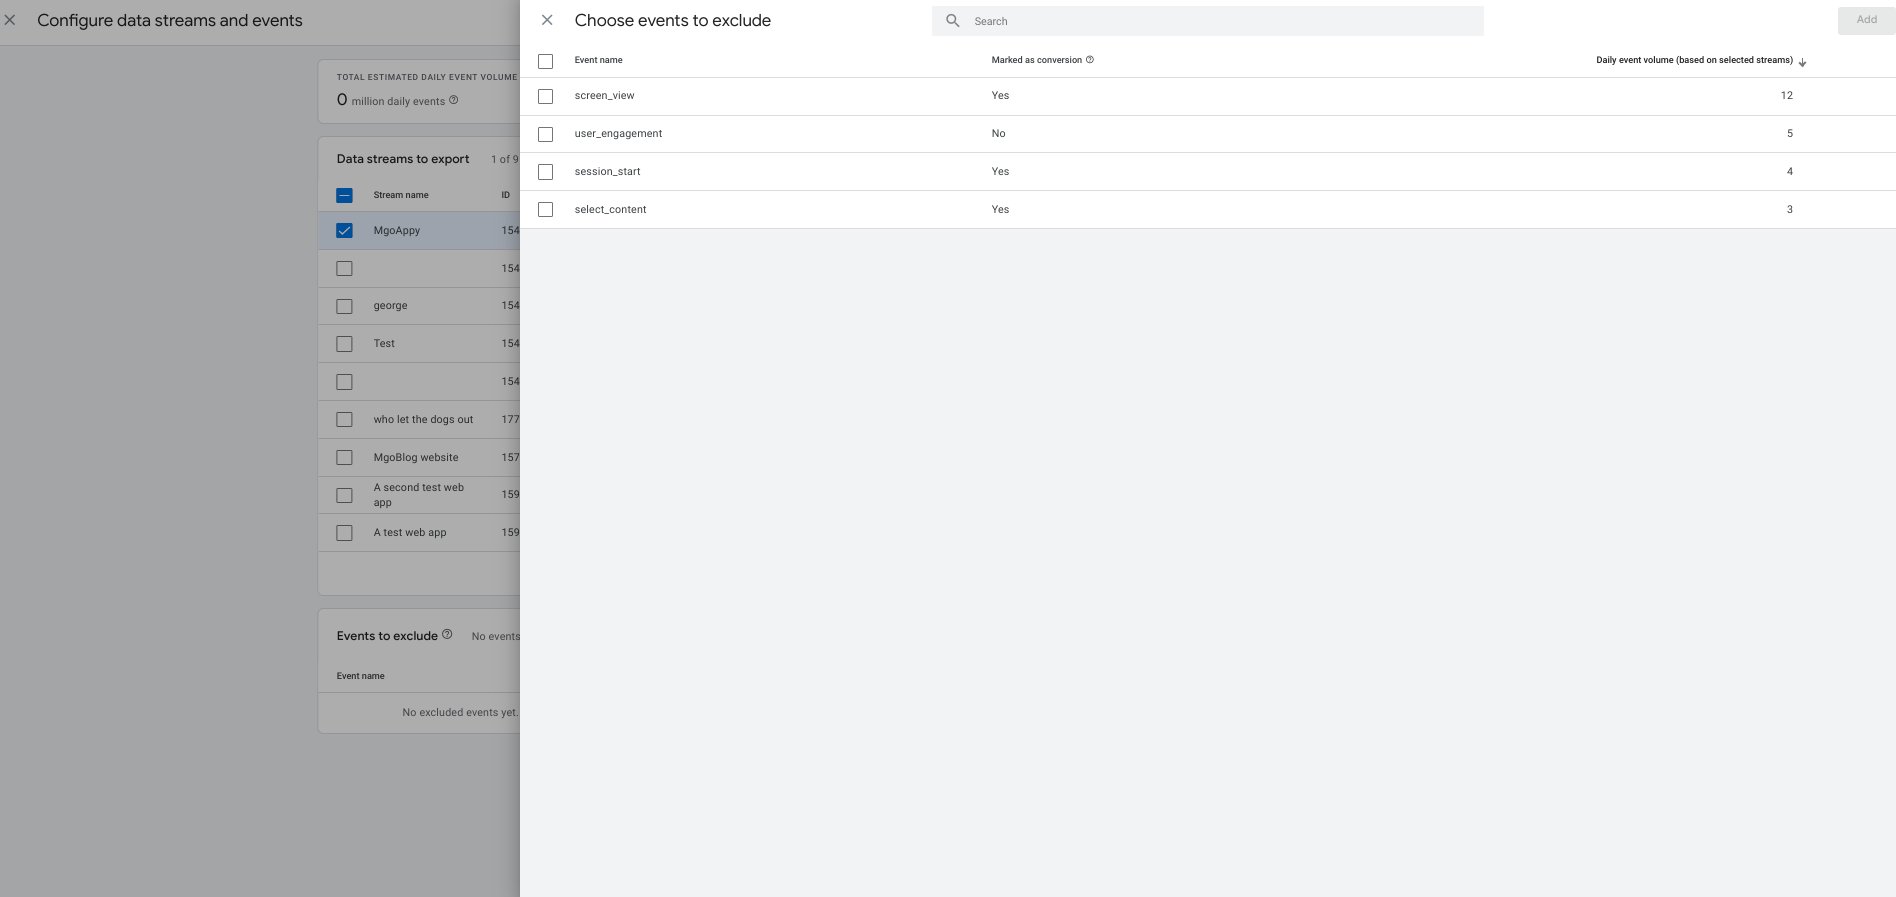 Configure data streams and events
TOTAL ESTIMATED DAILY EVENT VOLUME
0 million daily events
Data streams to export 1 of 9
Stream name ID
MgoAppy 154
154
george 154
Test 154
154
who let the dogs out 177
MgoBlog website 157
A second test web
app 159
A test web app 159
Events to exclude No events
Event name
No excluded events yet.
Choose events to exclude
Search
Add
Event name Marked as conversion Daily event volume (based on selected streams)
screen_view Yes 12
user_engagement No 5
session_start Yes 4
select_content Yes 3